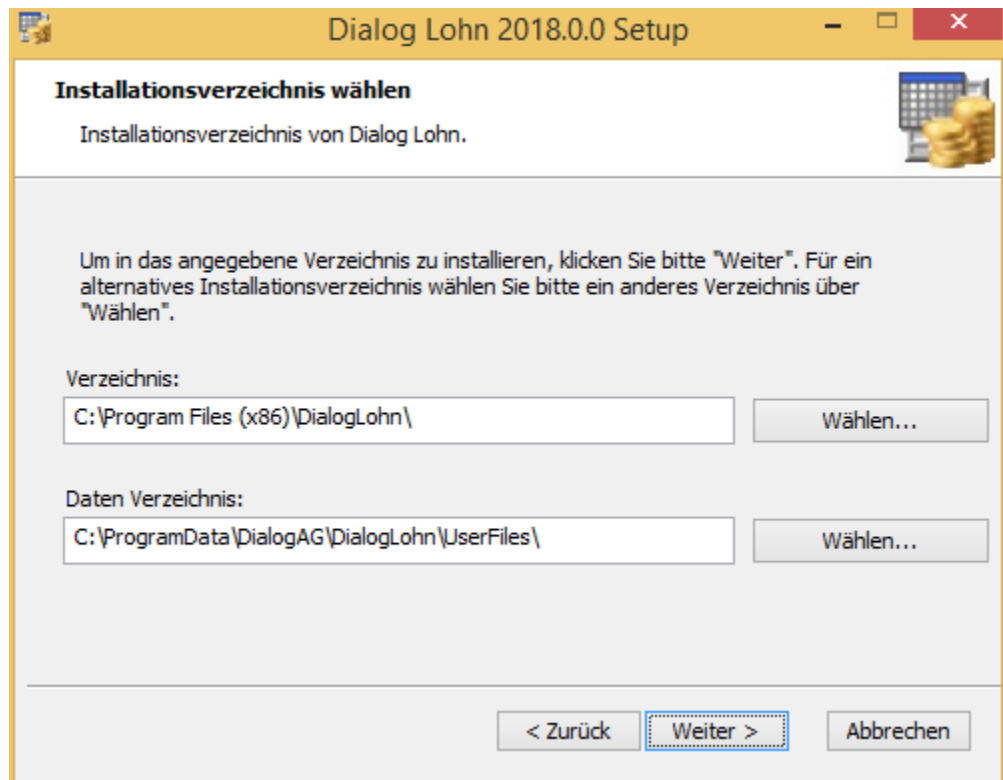 Dialog Lohn 2018.0.0 Setup
Installationsverzeichnis wählen
Installationsverzeichnis von Dialog Lohn.
Um in das angegebene Verzeichnis zu installieren, klicken Sie bitte "Weiter". Für ein
alternatives Installationsverzeichnis wählen Sie bitte ein anderes Verzeichnis über
"Wählen".
Verzeichnis:
C:\Program Files (x86)\DialogLohn\
Wählen...
Daten Verzeichnis:
C:\ProgramData\DialogAG\DialogLohn\UserFiles\
Wählen...
< Zurück
Weiter >
Abbrechen